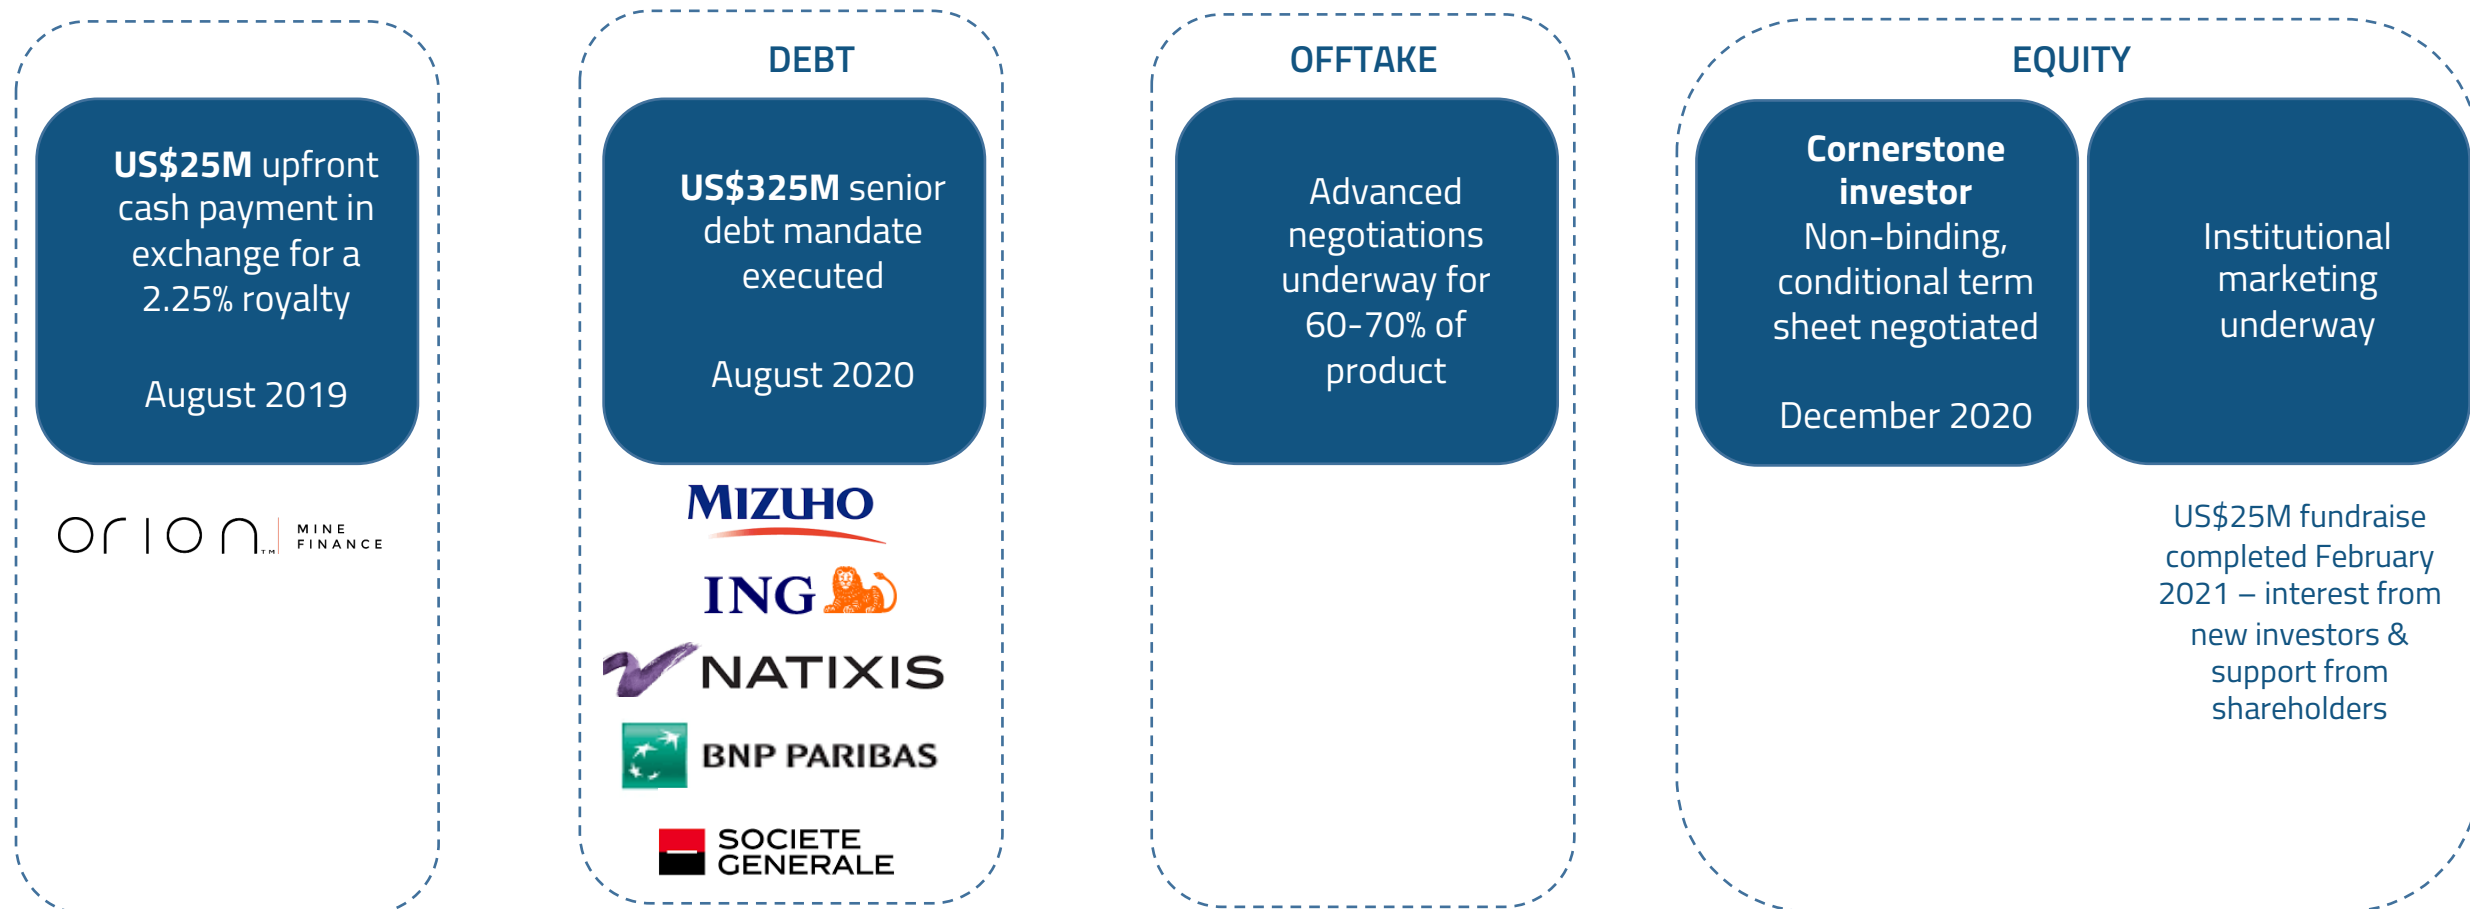 US$25M upfront
cash payment in
exchange for a
2.25% royalty
August 2019
orion™
MINE
FINANCE
DEBT
US$325M senior
debt mandate
executed
August 2020
MIZUHO
ING
NATIXIS
BNP PARIBAS
SOCIETE
GENERALE
OFFTAKE
Advanced
negotiations
underway for
60-70% of
product
EQUITY
Cornerstone
investor
Non-binding,
conditional term
sheet negotiated
December 2020
Institutional
marketing
underway
US$25M fundraise
completed February
2021 – interest from
new investors &
support from
shareholders